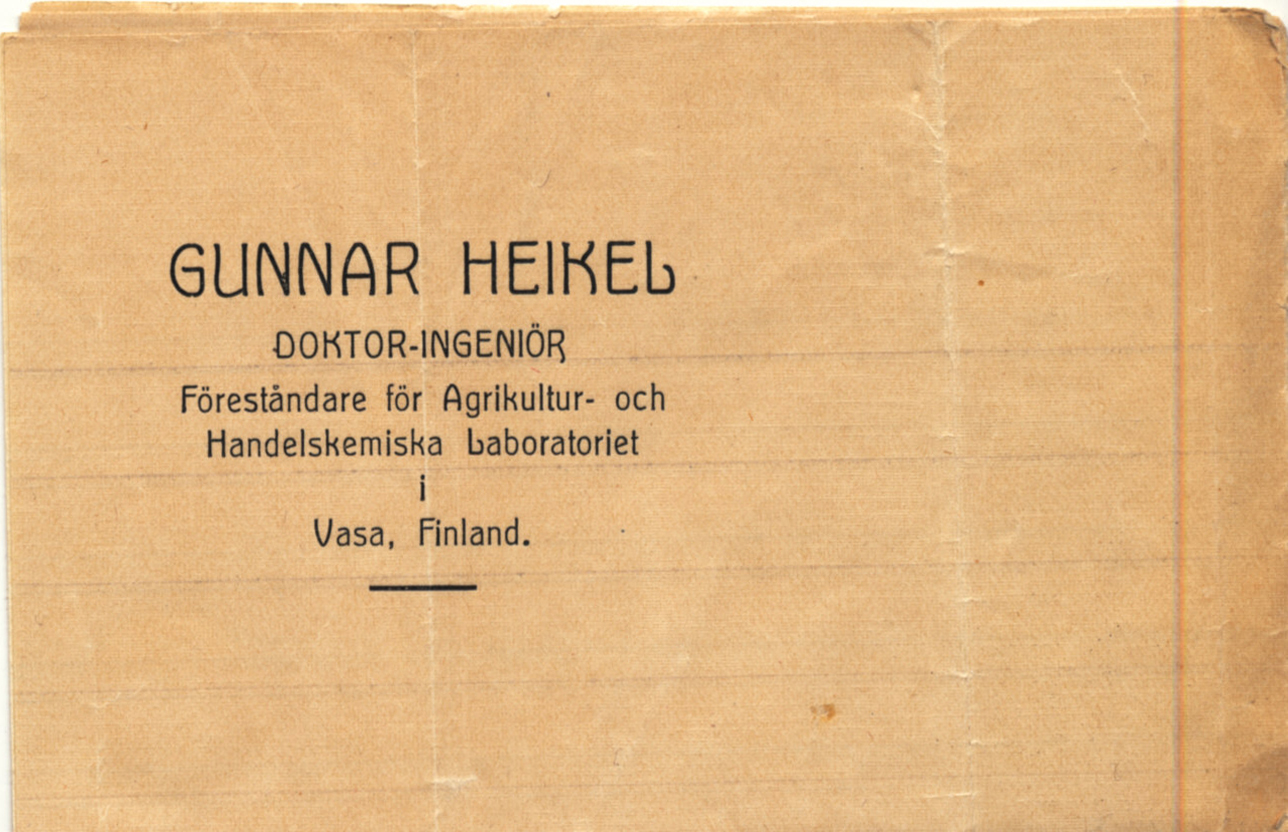 GUNNAR HEIKEL
DOKTOR-INGENIÖR
Föreståndare för Agrikultur- och
Handelskemiska Laboratoriet
i
Vasa, Finland.